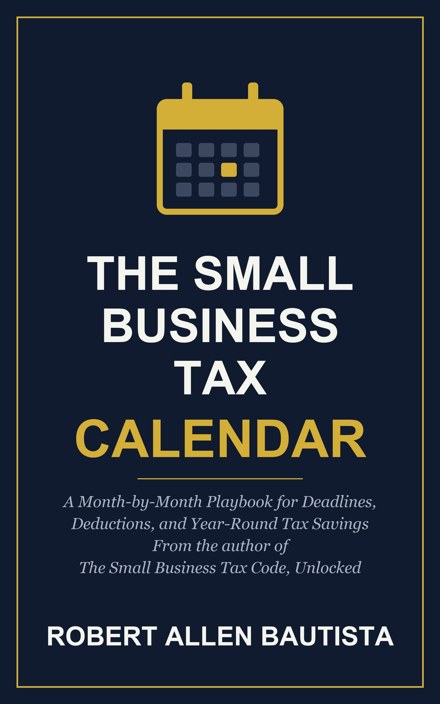 THE SMALL
BUSINESS
TAX
CALENDAR
A Month-by-Month Playbook for Deadlines,
Deductions, and Year-Round Tax Savings
From the author of
The Small Business Tax Code, Unlocked
ROBERT ALLEN BAUTISTA